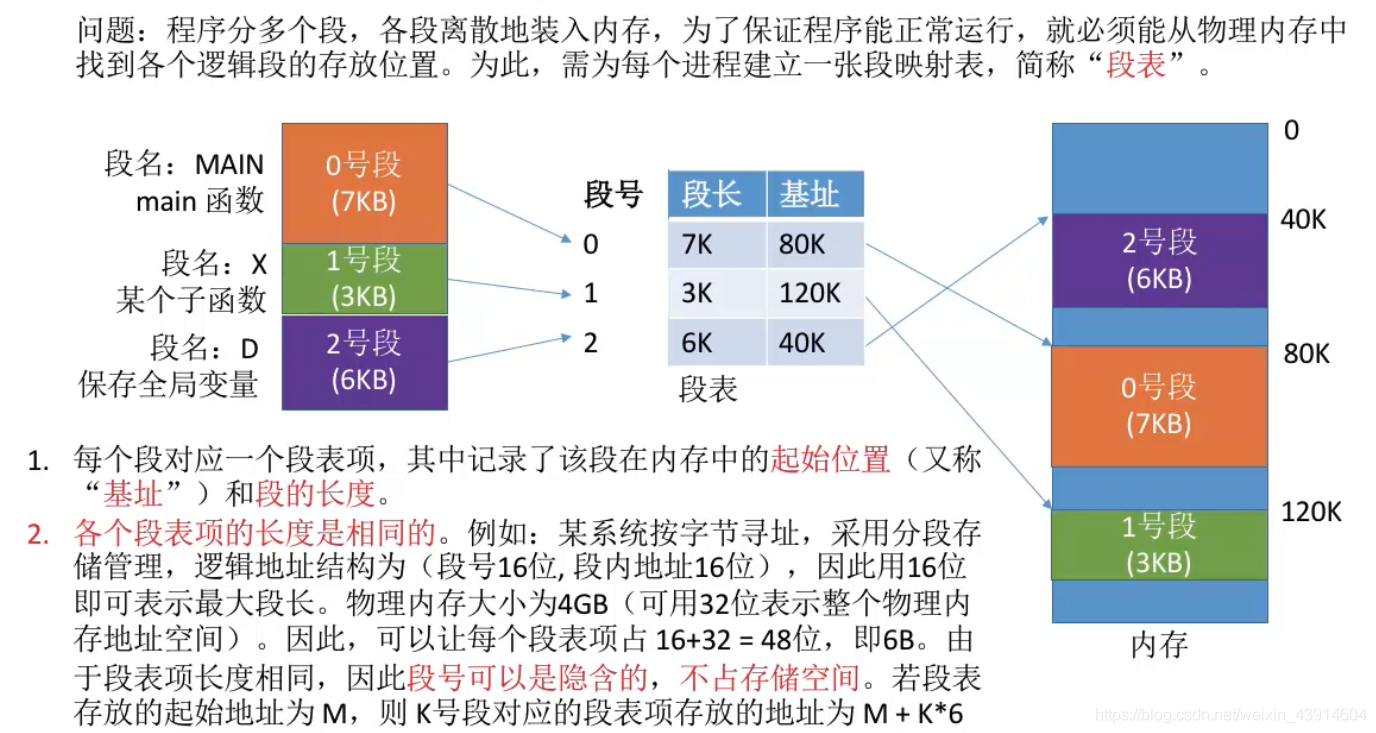 问题：程序分多个段，各段离散地装入内存，为了保证程序能正常运行，就必须能从物理内存中
找到各个逻辑段的存放位置。为此，需为每个进程建立一张段映射表，简称“段表”。
段名：MAIN
main 函数
0号段
(7KB)
段名：X
某个子函数
1号段
(3KB)
段名：D
保存全局变量
2号段
(6KB)
段号 段长 基址
0 7K 80K
1 3K 120K
2 6K 40K
段表
0
40K
2号段
(6KB)
80K
0号段
(7KB)
120K
1号段
(3KB)
内存
1. 每个段对应一个段表项，其中记录了该段在内存中的起始位置（又称
“基址”）和段的长度。
2. 各个段表项的长度是相同的。例如：某系统按字节寻址，采用分段存
储管理，逻辑地址结构为（段号16位, 段内地址16位），因此用16位
即可表示最大段长。物理内存大小为4GB（可用32位表示整个物理内
存地址空间）。因此，可以让每个段表项占 16+32 = 48位，即6B。由
于段表项长度相同，因此段号可以是隐含的，不占存储空间。若段表
存放的起始地址为 M，则 K号段对应的段表项存放的地址为 M + K*6
https://blog.csdn.net/weixin_43914604